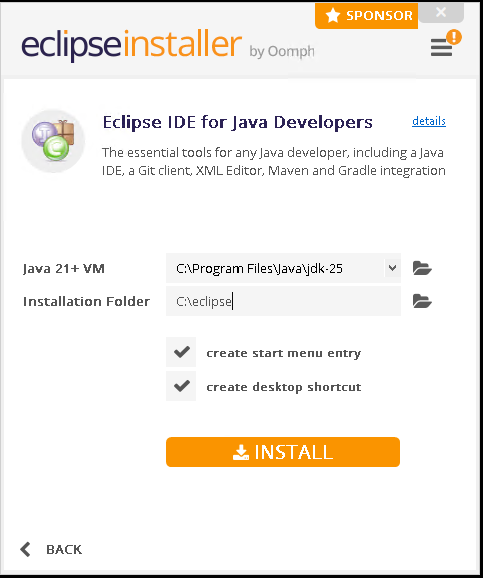 SPONSOR
eclipseinstaller by Oomph
!
Eclipse IDE for Java Developers details
The essential tools for any Java developer, including a Java
IDE, a Git client, XML Editor, Maven and Gradle integration
Java 21+ VM C:\Program Files\Java\jdk-25
Installation Folder C:\eclipse
create start menu entry
create desktop shortcut
INSTALL
BACK